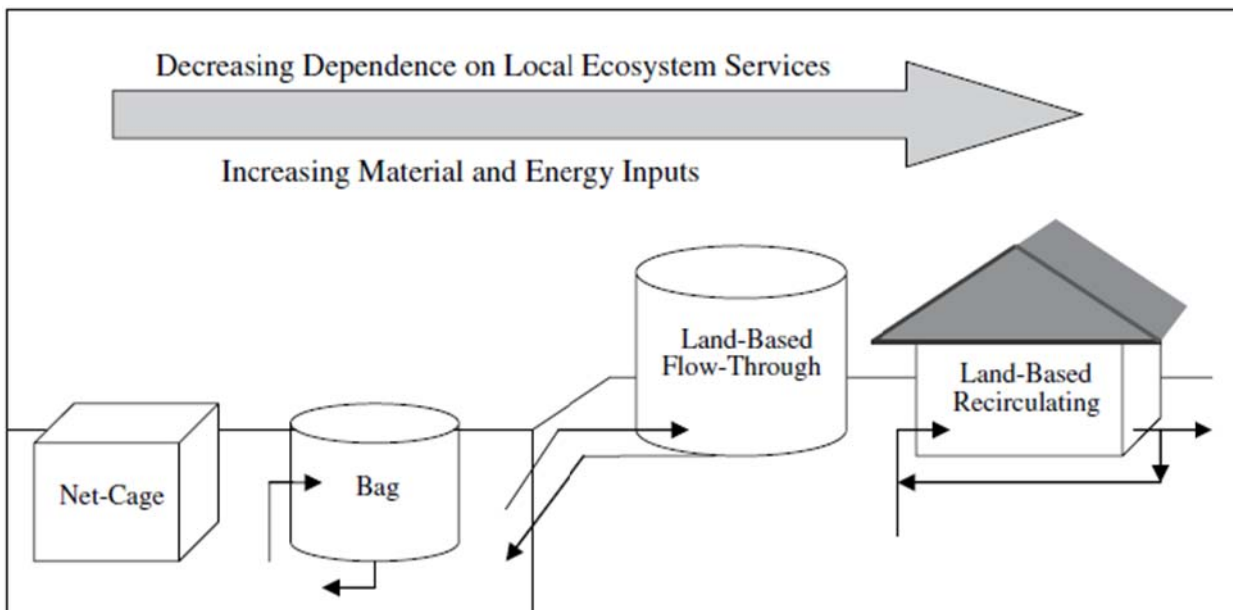 Decreasing Dependence on Local Ecosystem Services
Increasing Material and Energy Inputs
Net-Cage
Bag
Land-Based
Flow-Through
Land-Based
Recirculating